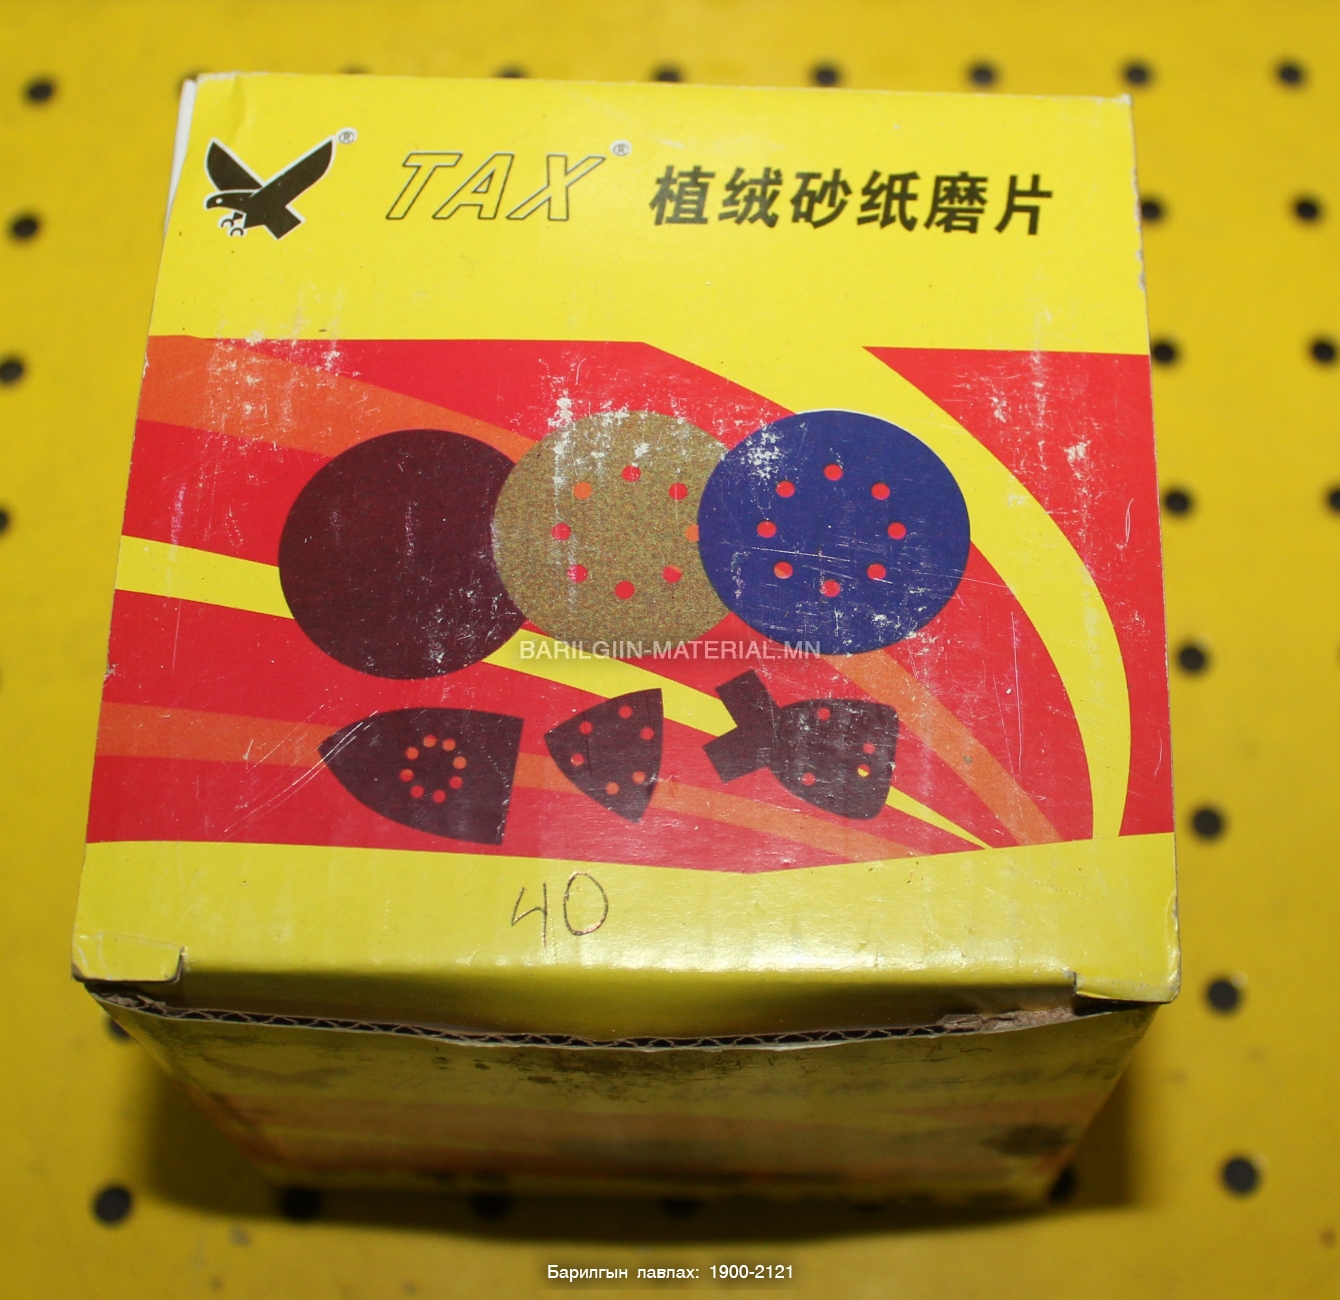 TAX® 植绒砂纸磨片
BARILGIIN-MATERIAL.MN
40
Барилгын лавлах: 1900-2121